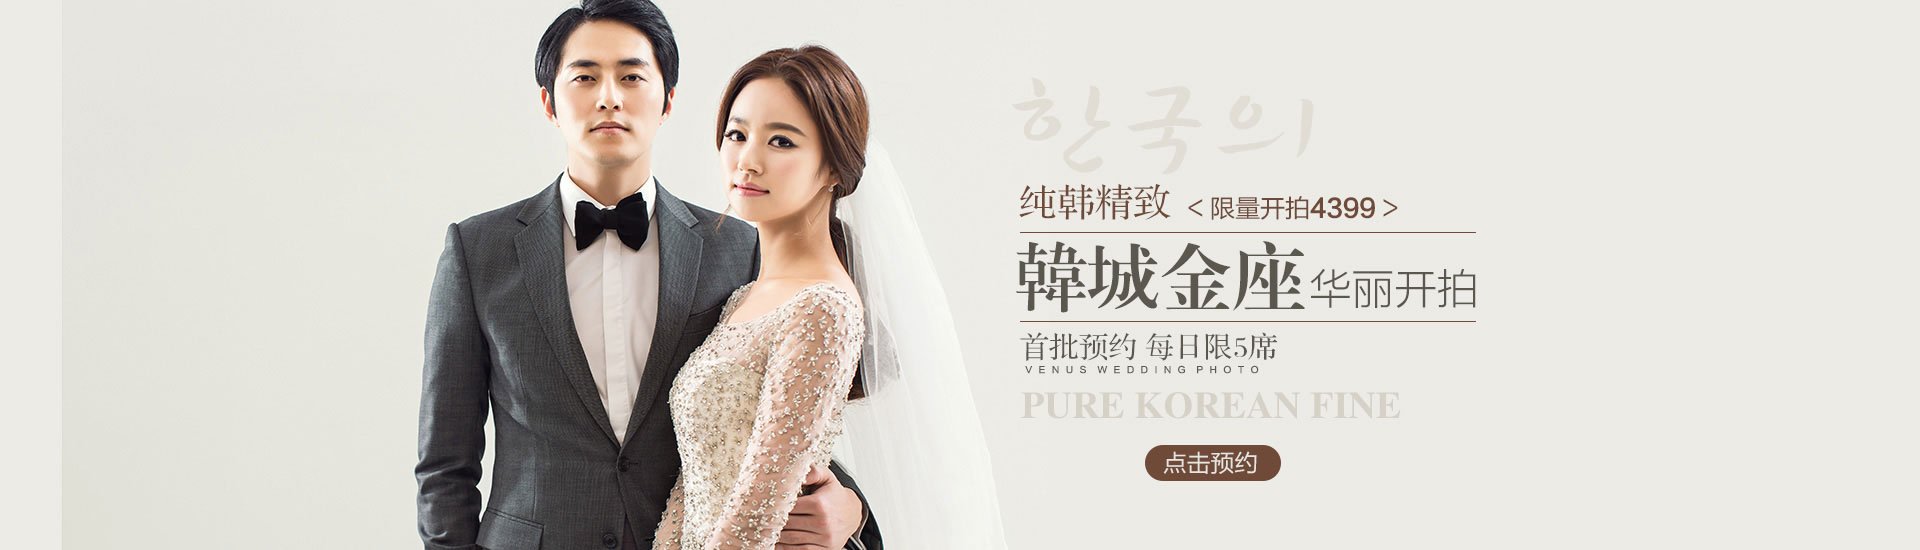 한국의
纯韩精致 <限量开拍4399>
韓城金座华丽开拍
首批预约 每日限5席
VENUS WEDDING PHOTO
PURE KOREAN FINE
点击预约